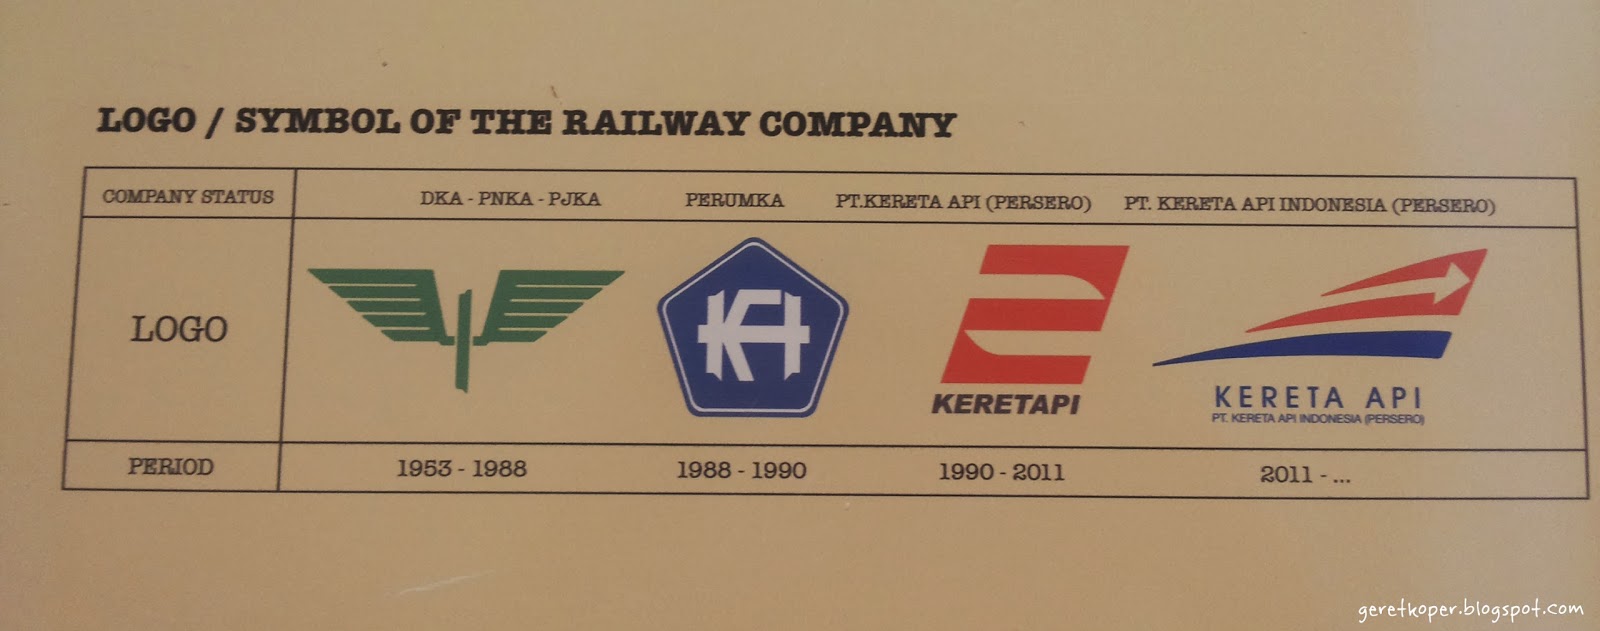 LOGO / SYMBOL OF THE RAILWAY COMPANY
COMPANY STATUS DKA - PNKA - PJKA PERUMKA PT.KERETA API (PERSERO) PT. KERETA API INDONESIA (PERSERO)
LOGO
KA
KERETAPI
KERETA API
PT. KERETA API INDONESIA (PERSERO)
PERIOD 1953 - 1988 1988 - 1990 1990 - 2011 2011 - ...
geretkoper.blogspot.com